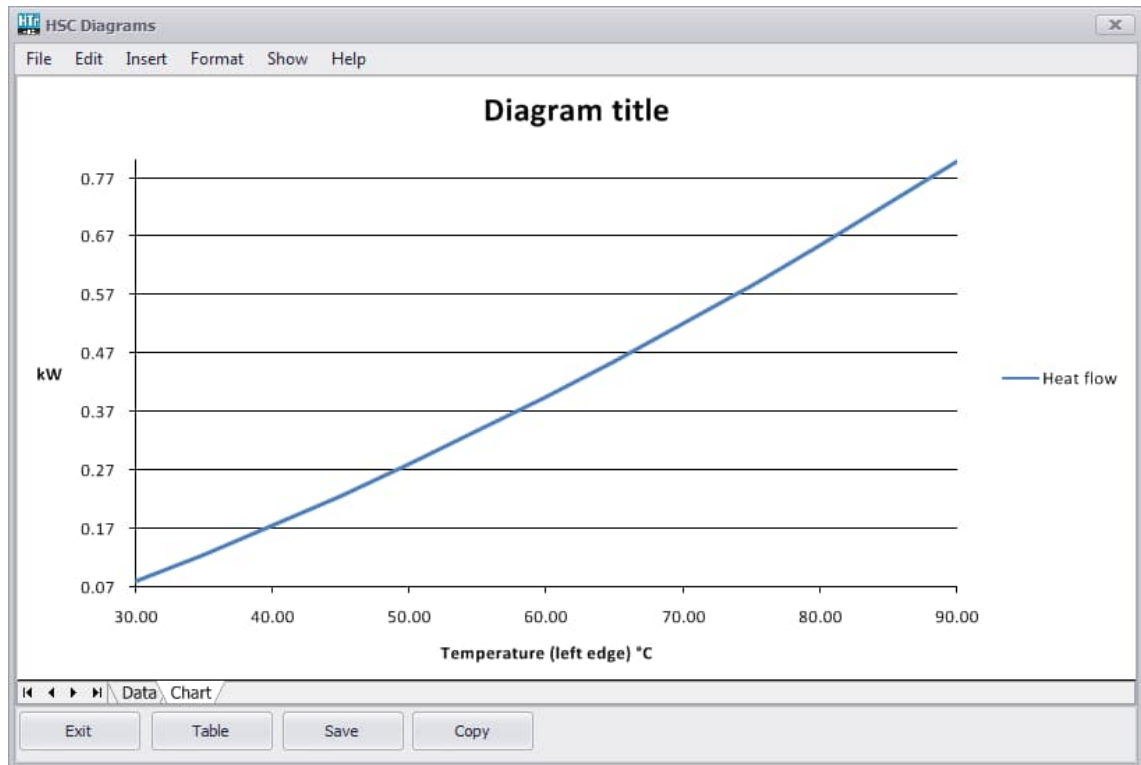 HSC Diagrams
File Edit Insert Format Show Help
Diagram title
0.77
0.67
0.57
0.47
kW
0.37
0.27
0.17
0.07
Heat flow
30.00 40.00 50.00 60.00 70.00 80.00 90.00
Temperature (left edge) °C
Data Chart
Exit Table Save Copy